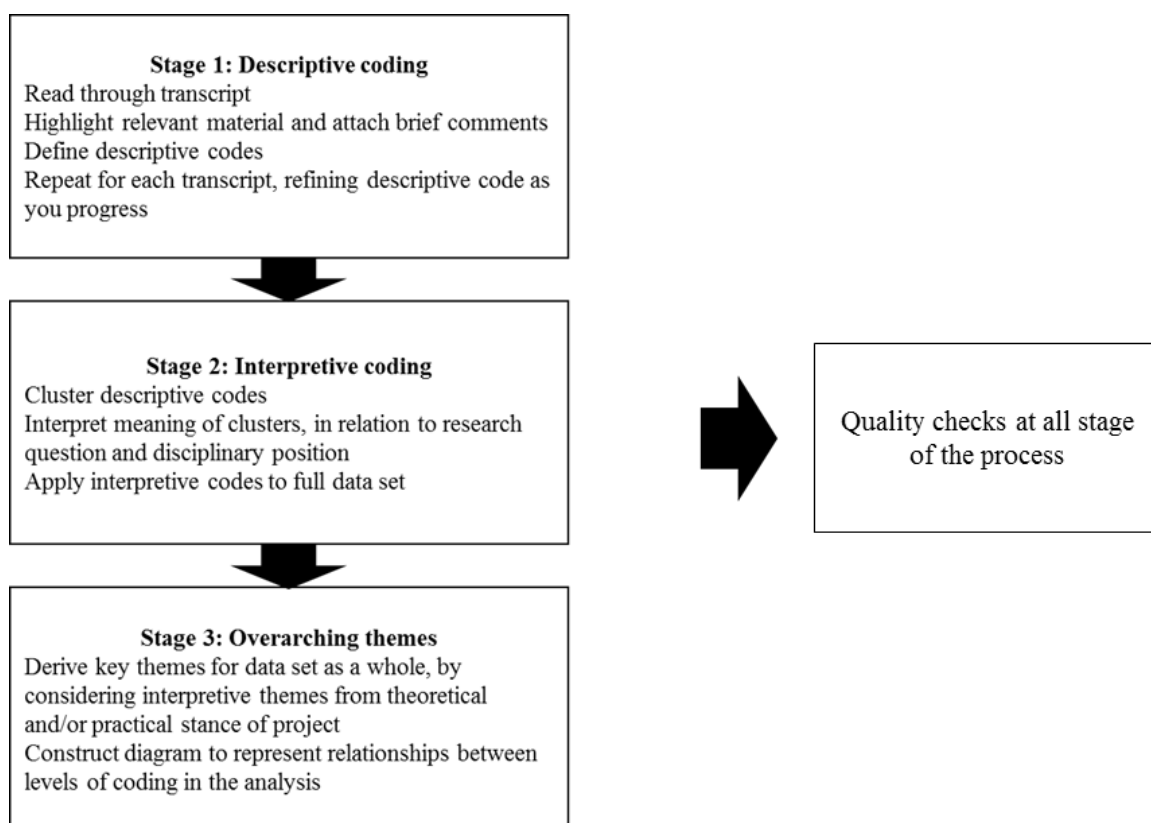 Stage 1: Descriptive coding
Read through transcript
Highlight relevant material and attach brief comments
Define descriptive codes
Repeat for each transcript, refining descriptive code as
you progress
Stage 2: Interpretive coding
Cluster descriptive codes
Interpret meaning of clusters, in relation to research
question and disciplinary position
Apply interpretive codes to full data set
Stage 3: Overarching themes
Derive key themes for data set as a whole, by
considering interpretive themes from theoretical
and/or practical stance of project
Construct diagram to represent relationships between
levels of coding in the analysis
Quality checks at all stage
of the process